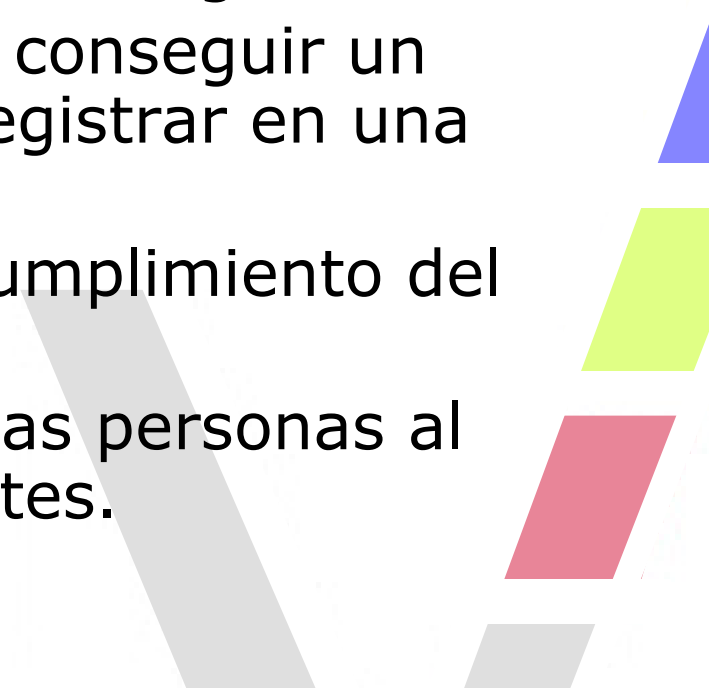 conseguir un
egistrar en una
umplimiento del
as personas al
tes.